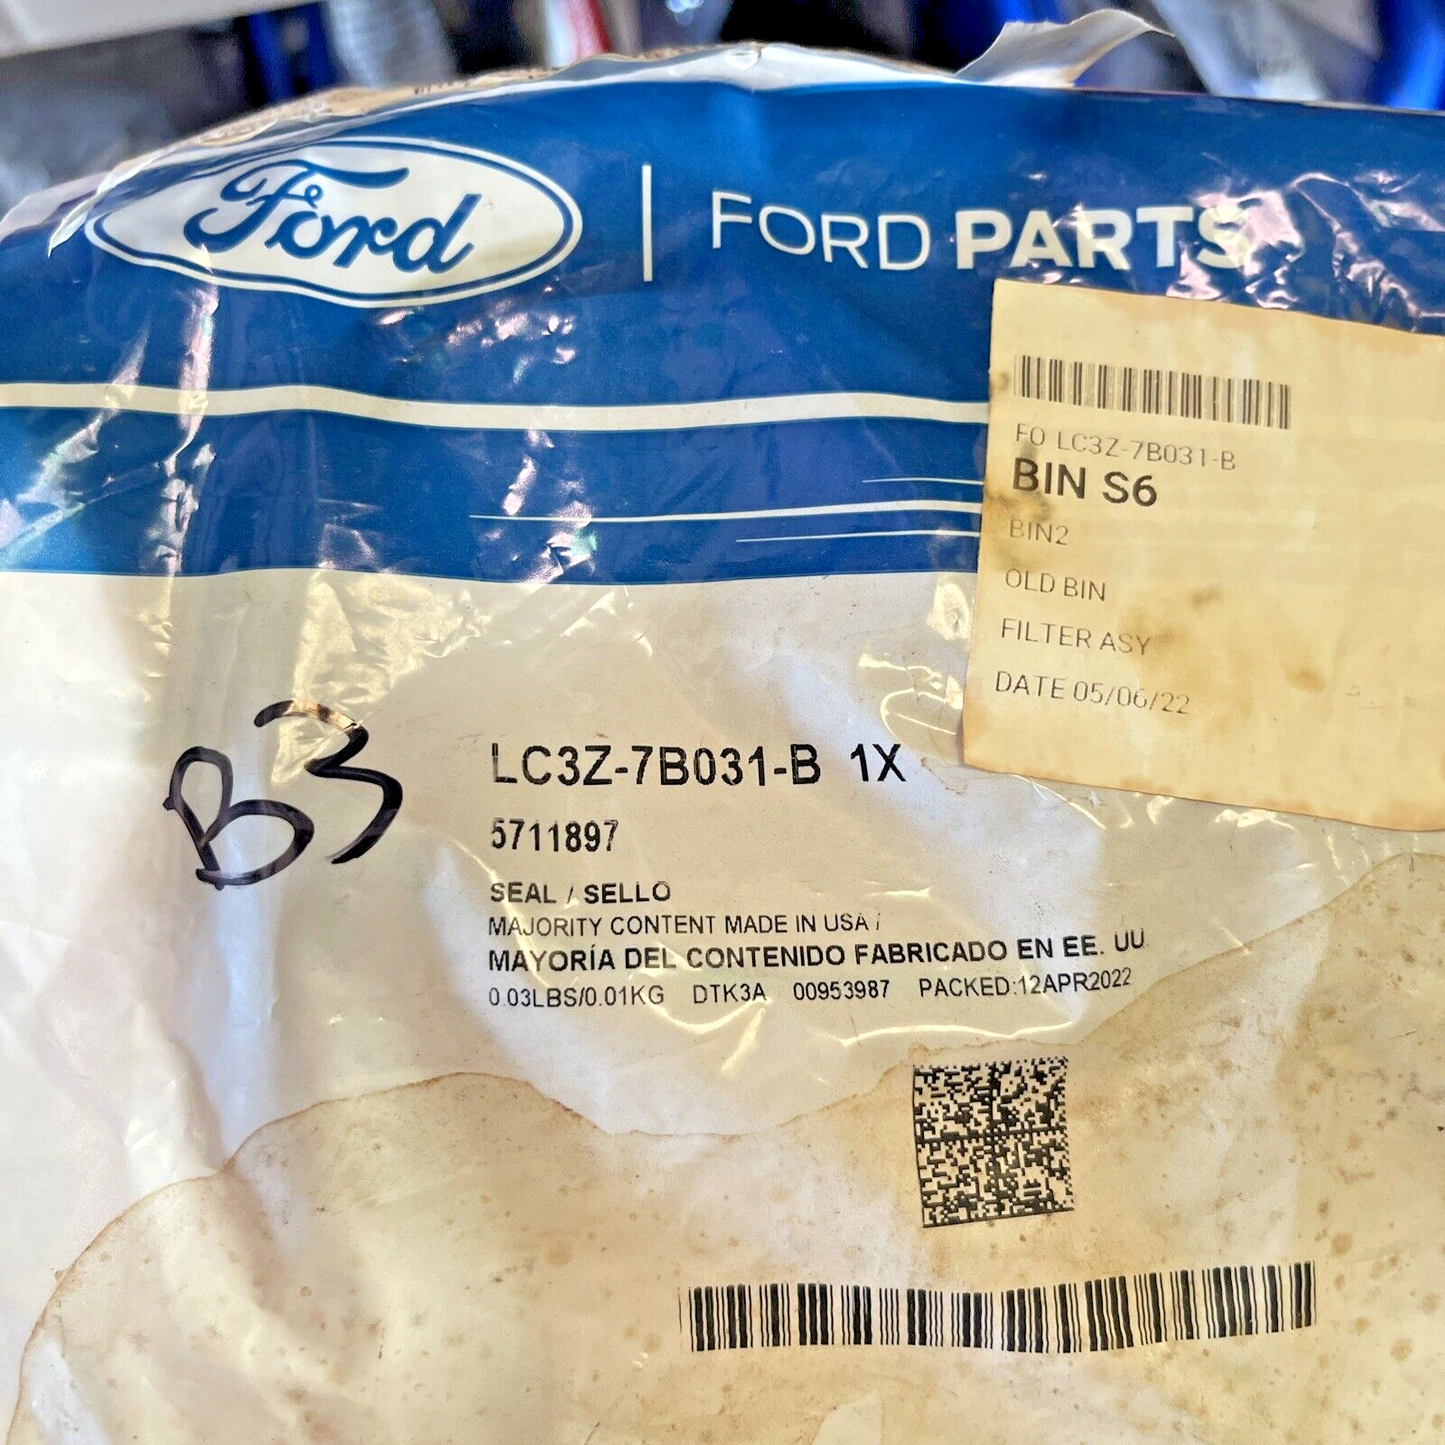 Ford
FORD PARTS
FO LC3Z-7B031-B
BIN S6
BIN2
OLD BIN
FILTER ASY
DATE 05/06/22
B3
LC3Z-7B031-B 1X
5711897
SEAL / SELLO
MAJORITY CONTENT MADE IN USA /
MAYORÍA DEL CONTENIDO FABRICADO EN EE. UU.
0.03LBS/0.01KG DTK3A 00953987 PACKED:12APR2022